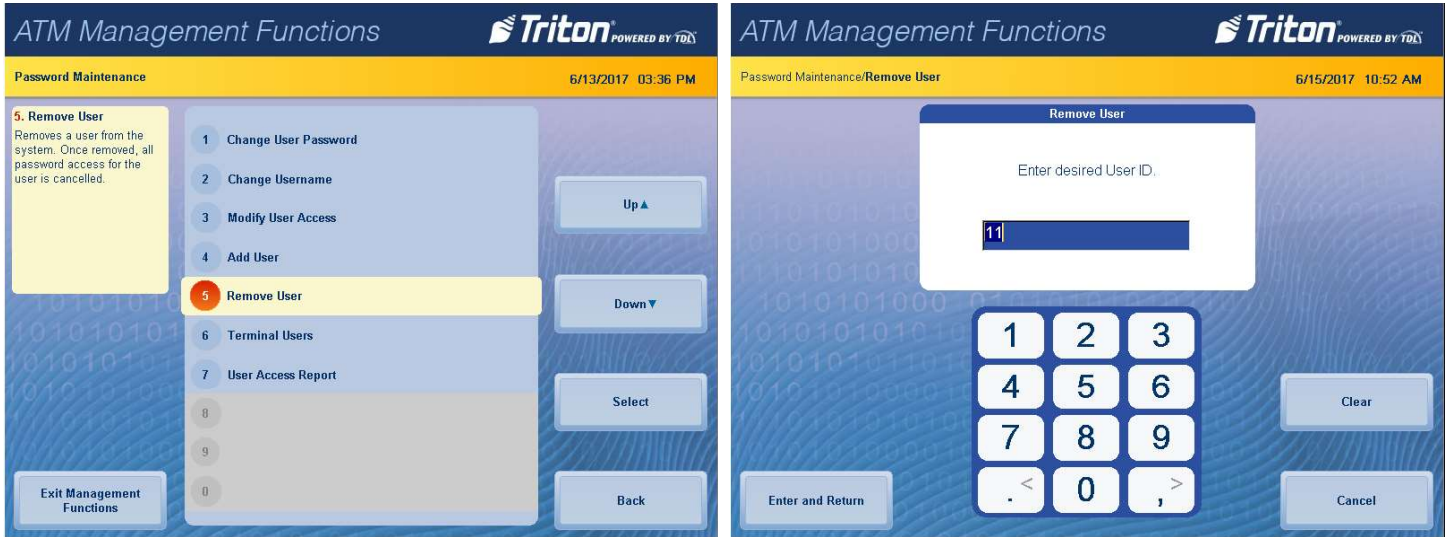 ATM Management Functions
Triton POWERED BY TDL
Password Maintenance
6/13/2017 03:36 PM
5. Remove User
Removes a user from the
system. Once removed, all
password access for the
user is cancelled.
1 Change User Password
2 Change Username
3 Modify User Access
4 Add User
5 Remove User
6 Terminal Users
7 User Access Report
8
9
0
Up▲
Down▼
Select
Exit Management
Functions
Back
ATM Management Functions
Triton POWERED BY TDL
Password Maintenance/Remove User
6/15/2017 10:52 AM
Remove User
Enter desired User ID.
11
1 2 3
4 5 6
7 8 9
. < 0 , >
Clear
Enter and Return
Cancel